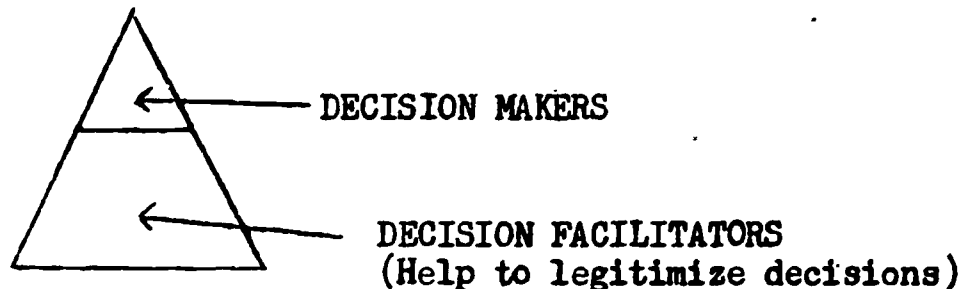 DECISION MAKERS
DECISION FACILITATORS
(Help to legitimize decisions)